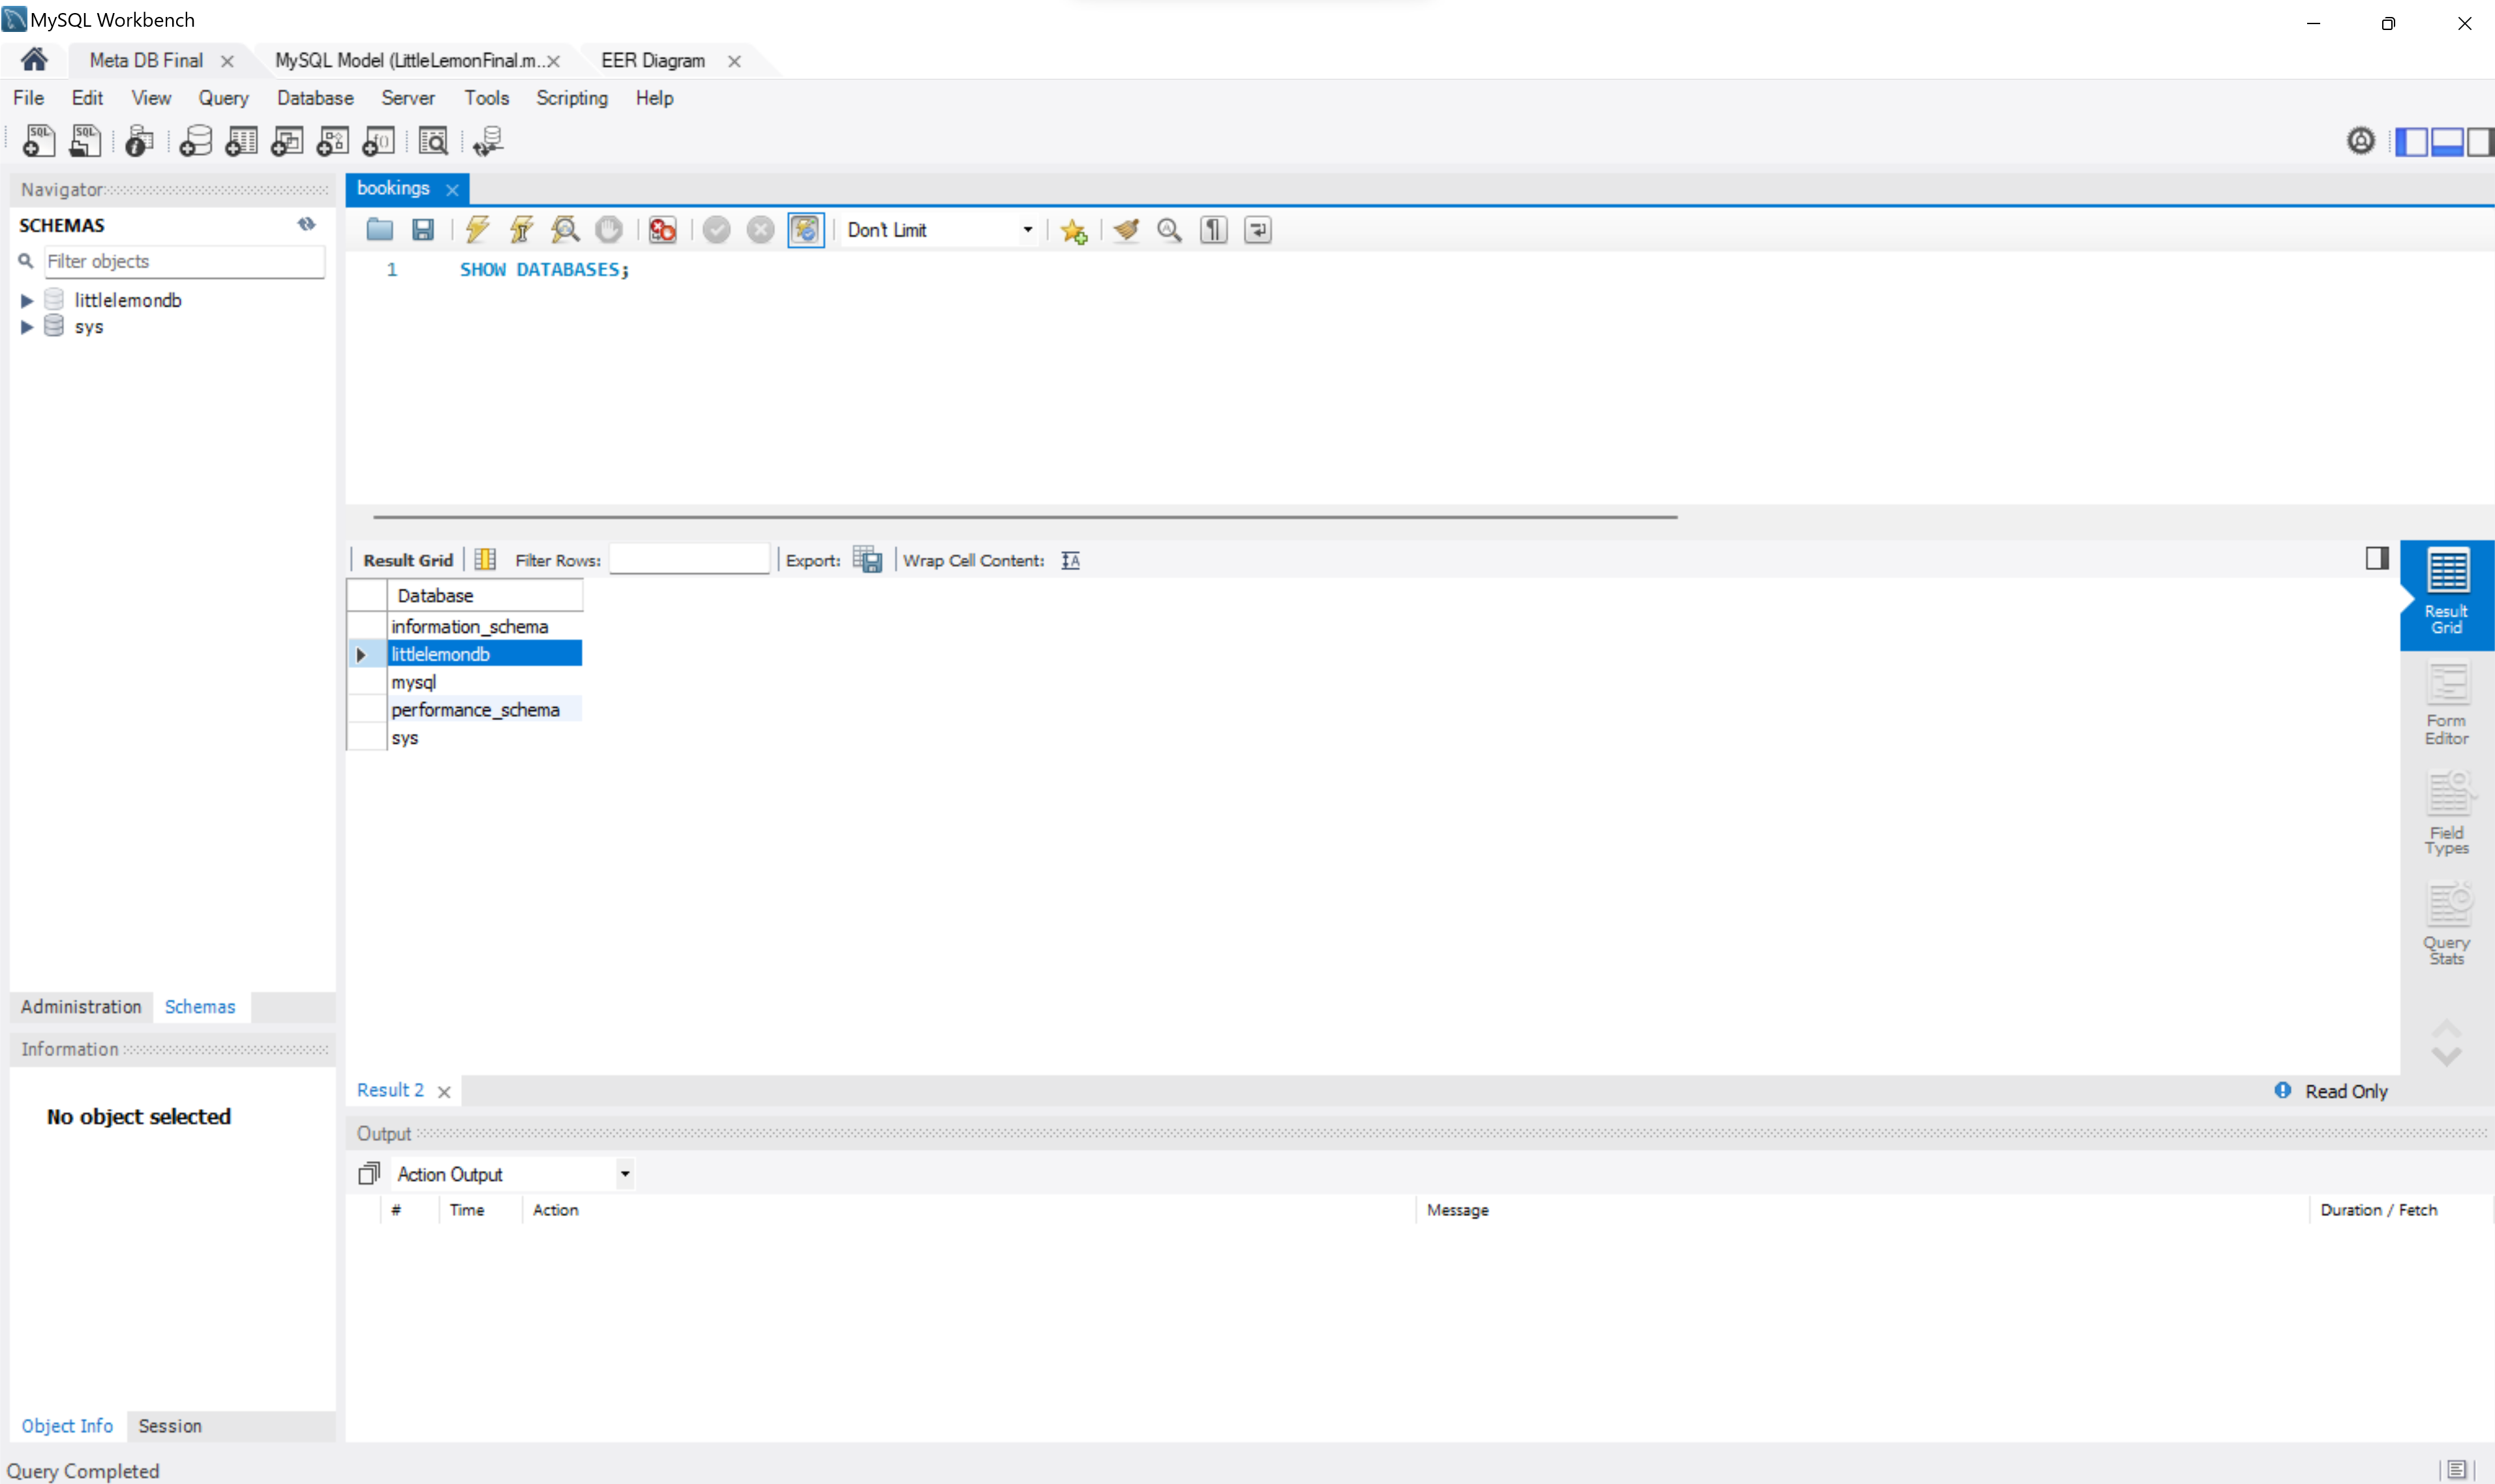 MySQL Workbench
Meta DB Final
MySQL Model (LittleLemonFinal.m...
EER Diagram
File Edit View Query Database Server Tools Scripting Help
Navigator
bookings
SCHEMAS
Don't Limit
Filter objects
1 SHOW DATABASES;
littlelemondb
sys
Result Grid Filter Rows: Export: Wrap Cell Content:
Database
information_schema
littlelemondb
mysql
performance_schema
sys
Result
Grid
Form
Editor
Field
Types
Query
Stats
Administration Schemas
Information
No object selected
Result 2
Read Only
Output
Action Output
# Time Action Message Duration / Fetch
Object Info Session
Query Completed